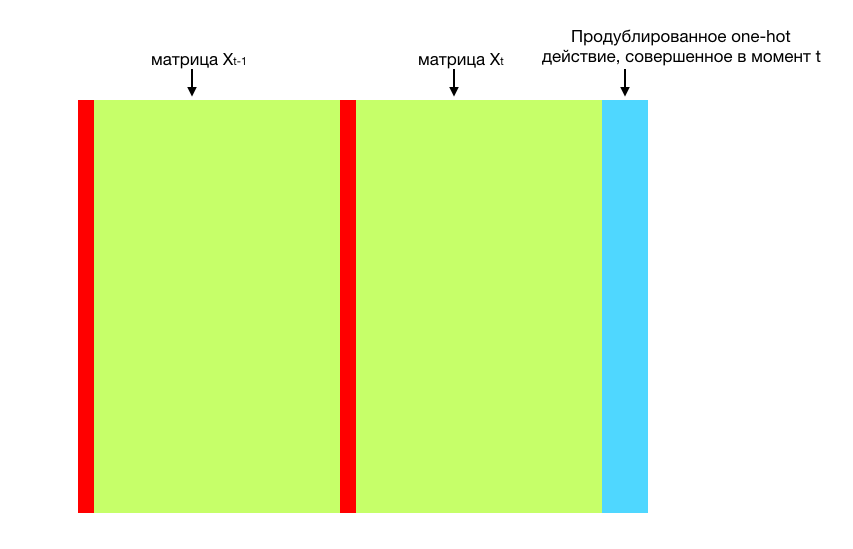 матрица Xt-1
матрица Xt
Продублированное one-hot
действие, совершенное в момент t